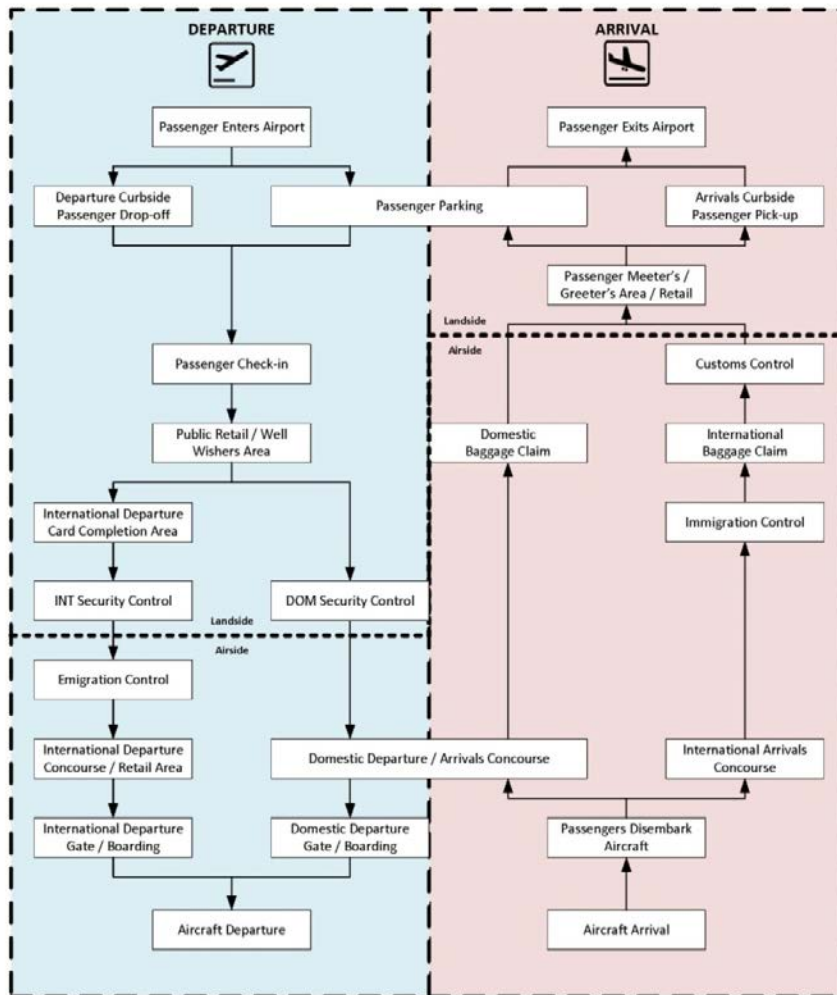 DEPARTURE
ARRIVAL
Passenger Enters Airport
Passenger Exits Airport
Departure Curbside
Passenger Drop-off
Passenger Parking
Arrivals Curbside
Passenger Pick-up
Passenger Meeter's /
Greeter's Area / Retail
Landside
Airside
Passenger Check-in
Customs Control
Public Retail / Well
Wishers Area
Domestic
Baggage Claim
International
Baggage Claim
International Departure
Card Completion Area
Immigration Control
INT Security Control
DOM Security Control
Landside
Airside
Emigration Control
International Departure
Concourse / Retail Area
Domestic Departure / Arrivals Concourse
International Arrivals
Concourse
International Departure
Gate / Boarding
Domestic Departure
Gate / Boarding
Passengers Disembark
Aircraft
Aircraft Departure
Aircraft Arrival